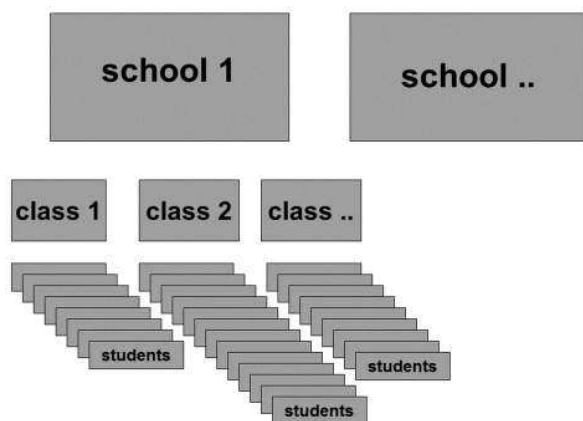 school 1
school ..
class 1
class 2
class ..
students
students
students